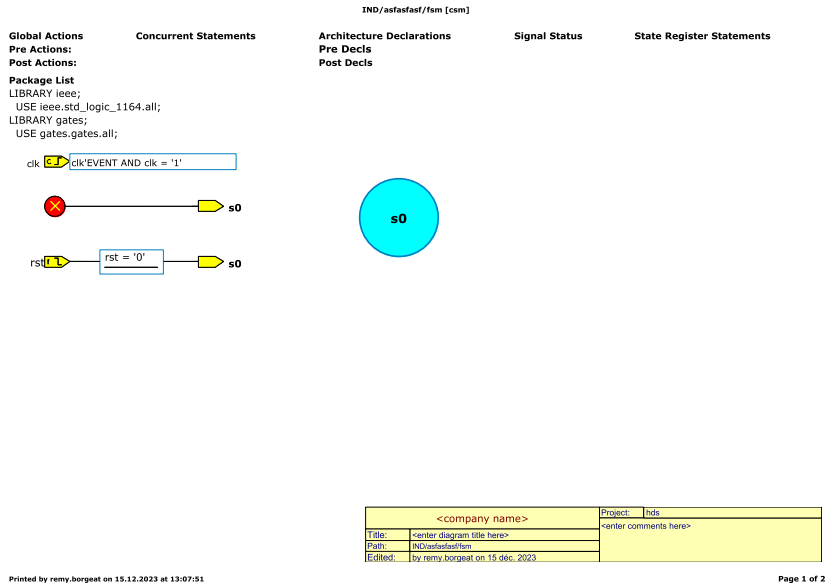 IND/asfasfasf/fsm [csm]
Global Actions Concurrent Statements Architecture Declarations Signal Status State Register Statements
Pre Actions: Pre Decls
Post Actions: Post Decls
Package List
LIBRARY ieee;
USE ieee.std_logic_1164.all;
LIBRARY gates;
USE gates.gates.all;
clk C clk'EVENT AND clk = '1'
s0
s0
rst r rst = '0' s0
<company name>
Project: hds
<enter comments here>
Title: <enter diagram title here>
Path: IND/asfasfasf/fsm
Edited: by remy.borgeat on 15 déc. 2023
Printed by remy.borgeat on 15.12.2023 at 13:07:51 Page 1 of 2